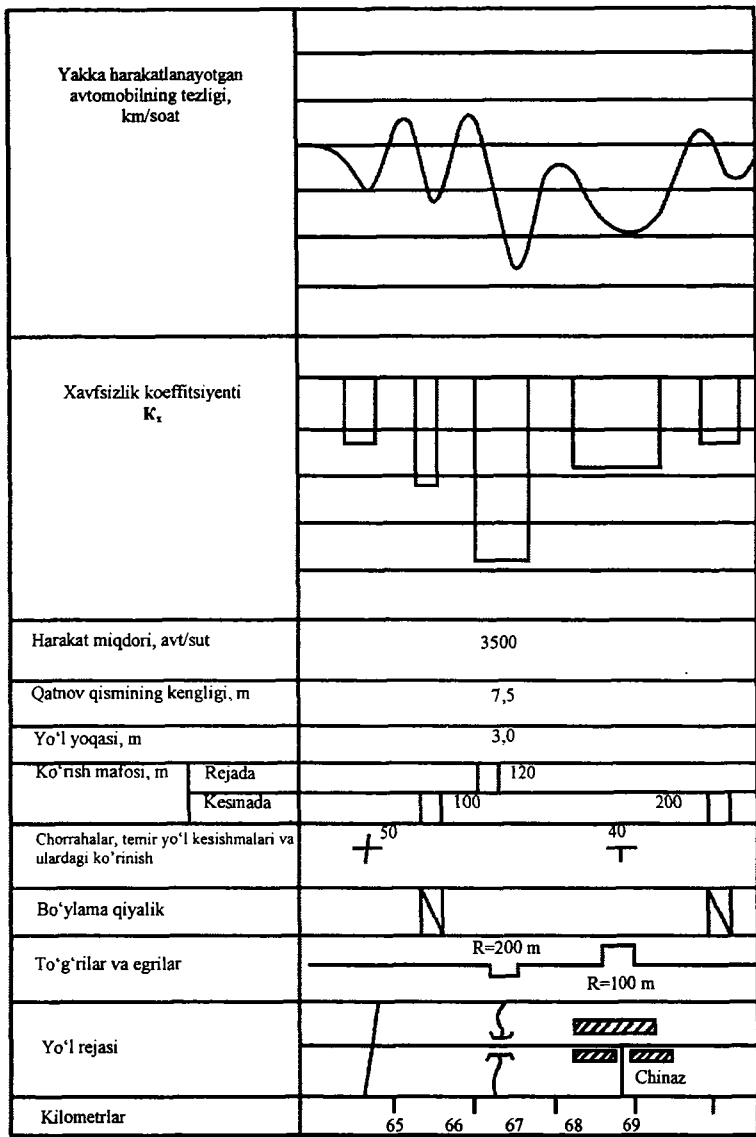 Yakka harakatlanayotgan
avtomobilning tezligi,
km/soat
Xavfsizlik koeffitsiyenti
Kx
Harakat miqdori, avt/sut
3500
Qatnov qismining kengligi, m
7,5
Yo‘l yoqasi, m
3,0
Ko‘rish mafosi, m
Rejada
120
Kesmada
100
200
Chorrahalar, temir yo‘l kesishmalari va
ulardagi ko‘rinish
50
40
Bo‘ylama qiyalik
To‘g‘rilar va egrilar
R=200 m
R=100 m
Yo‘l rejasi
Chinaz
Kilometrlar
65 66 67 68 69